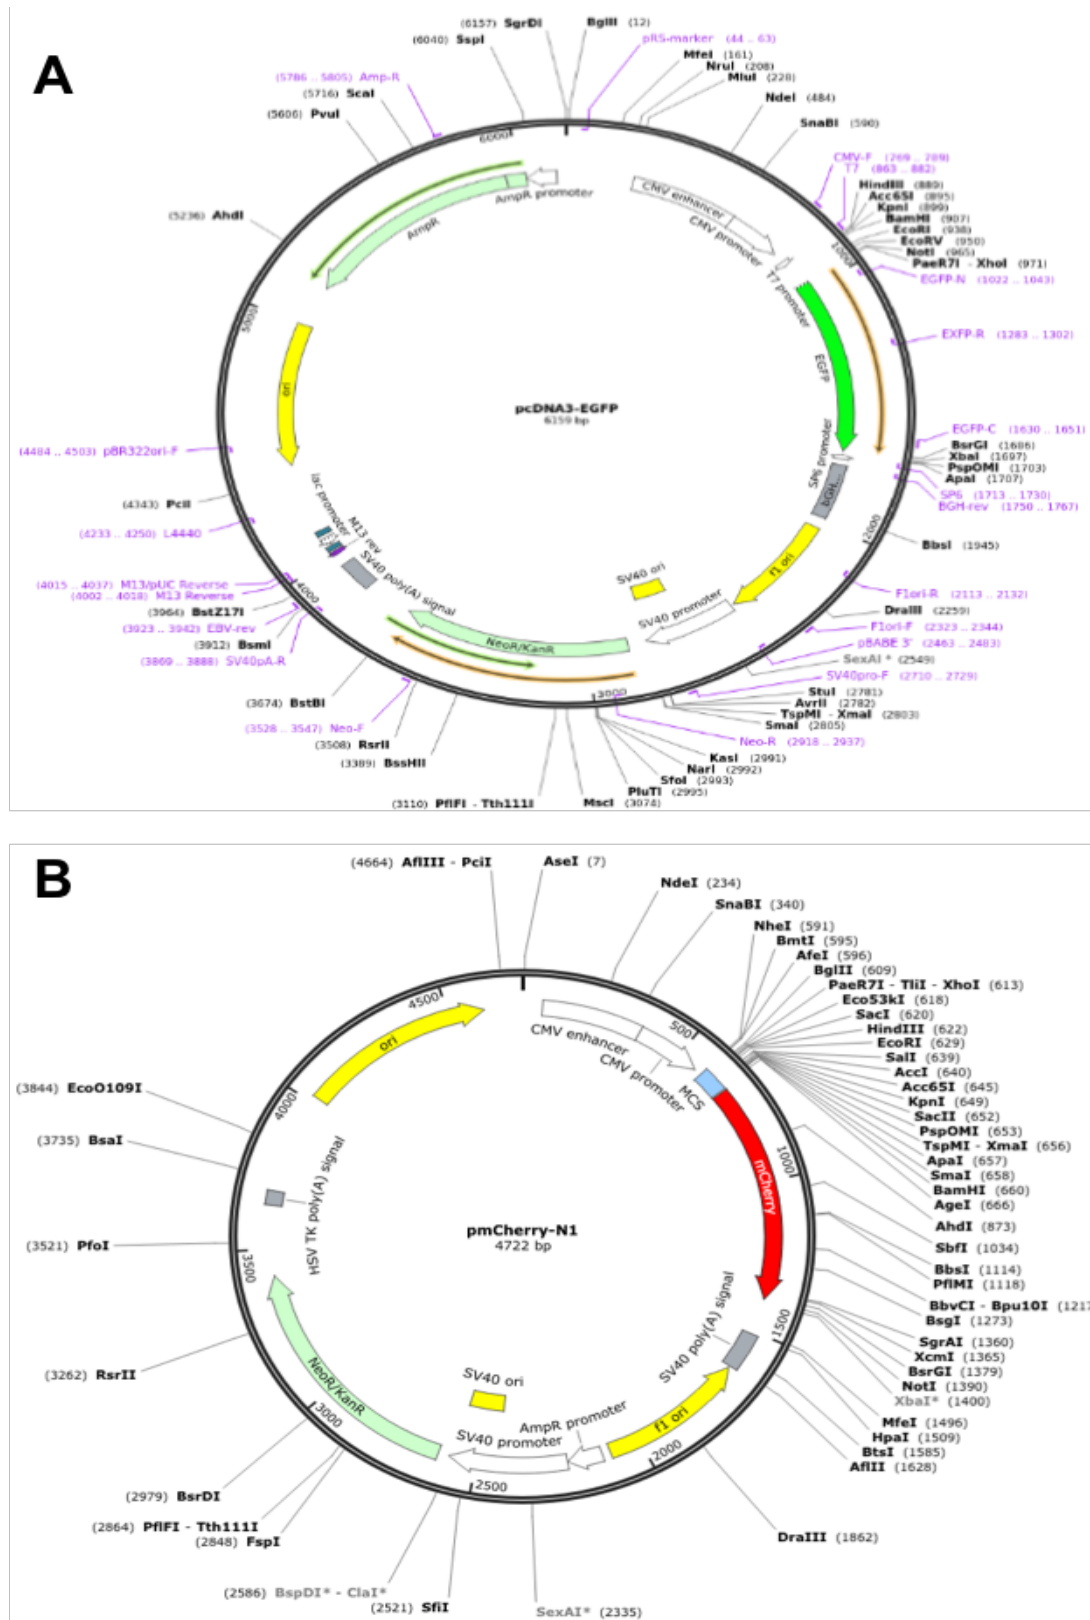 A
(6157) SgrDI
BglII (12)
(6040) SspI
pRS-marker (44 .. 63)
MfeI (161)
NruI (208)
MluI (228)
(5786 .. 5805) Amp-R
(5716) ScaI
(5606) PvuI
NdeI (484)
SnaBI (590)
6000
CMV-F (769 .. 789)
T7 (863 .. 882)
HindIII (889)
Acc65I (895)
KpnI (899)
BamHI (907)
EcoRI (938)
EcoRV (950)
NotI (965)
PaeR7I - XhoI (971)
EGFP-N (1022 .. 1043)
AmpR promoter
AmpR
CMV enhancer
CMV promoter
T7 promoter
1000
(5236) AhdI
5000
EXFP-R (1283 .. 1302)
EGFP
ori
pcDNA3-EGFP
6159 bp
EGFP-C (1630 .. 1651)
BsrGI (1686)
XbaI (1697)
PspOMI (1703)
ApaI (1707)
SP6 (1713 .. 1730)
BGH-rev (1750 .. 1767)
(4484 .. 4503) pBR322ori-F
(4343) PciI
(4233 .. 4250) L4440
SP6 promoter
bGH...
2000
BbsI (1945)
lac promoter
M13 rev
SV40 poly(A) signal
SV40 ori
f1 ori
SV40 promoter
NeoR/KanR
4000
(4015 .. 4037) M13/pUC Reverse
(4002 .. 4018) M13 Reverse
(3964) BstZ17I
(3923 .. 3942) EBV-rev
(3912) BsmI
(3869 .. 3888) SV40pA-R
F1ori-R (2113 .. 2132)
DraIII (2259)
F1ori-F (2323 .. 2344)
pBABE 3' (2463 .. 2483)
SexAI * (2549)
SV40pro-F (2710 .. 2729)
StuI (2781)
AvrII (2782)
TspMI - XmaI (2803)
SmaI (2805)
3000
(3674) BstBI
(3528 .. 3547) Neo-F
(3508) RsrII
(3389) BssHII
Neo-R (2918 .. 2937)
KasI (2991)
NarI (2992)
SfoI (2993)
PluTI (2995)
(3110) PflFI - Tth111I
MscI (3074)
B
(4664) AflIII - PciI
AseI (7)
NdeI (234)
SnaBI (340)
NheI (591)
BmtI (595)
AfeI (596)
BglII (609)
PaeR7I - TliI - XhoI (613)
Eco53kI (618)
SacI (620)
HindIII (622)
EcoRI (629)
SalI (639)
AccI (640)
Acc65I (645)
KpnI (649)
SacII (652)
PspOMI (653)
TspMI - XmaI (656)
ApaI (657)
SmaI (658)
BamHI (660)
AgeI (666)
AhdI (873)
SbfI (1034)
BbsI (1114)
PflMI (1118)
BbvCI - Bpu10I (1217
BsgI (1273)
SgrAI (1360)
XcmI (1365)
BsrGI (1379)
NotI (1390)
XbaI* (1400)
MfeI (1496)
HpaI (1509)
BtsI (1585)
AflII (1628)
DraIII (1862)
4500
500
ori
CMV enhancer
CMV promoter
MCS
4000
1000
mCherry
(3844) EcoO109I
(3735) BsaI
HSV TK poly(A) signal
pmCherry-N1
4722 bp
(3521) PfoI
3500
1500
SV40 poly(A) signal
(3262) RsrII
NeoR/KanR
SV40 ori
AmpR promoter
f1 ori
SV40 promoter
3000
2500
2000
(2979) BsrDI
(2864) PflFI - Tth111I
(2848) FspI
(2586) BspDI* - ClaI*
(2521) SfiI
SexAI* (2335)